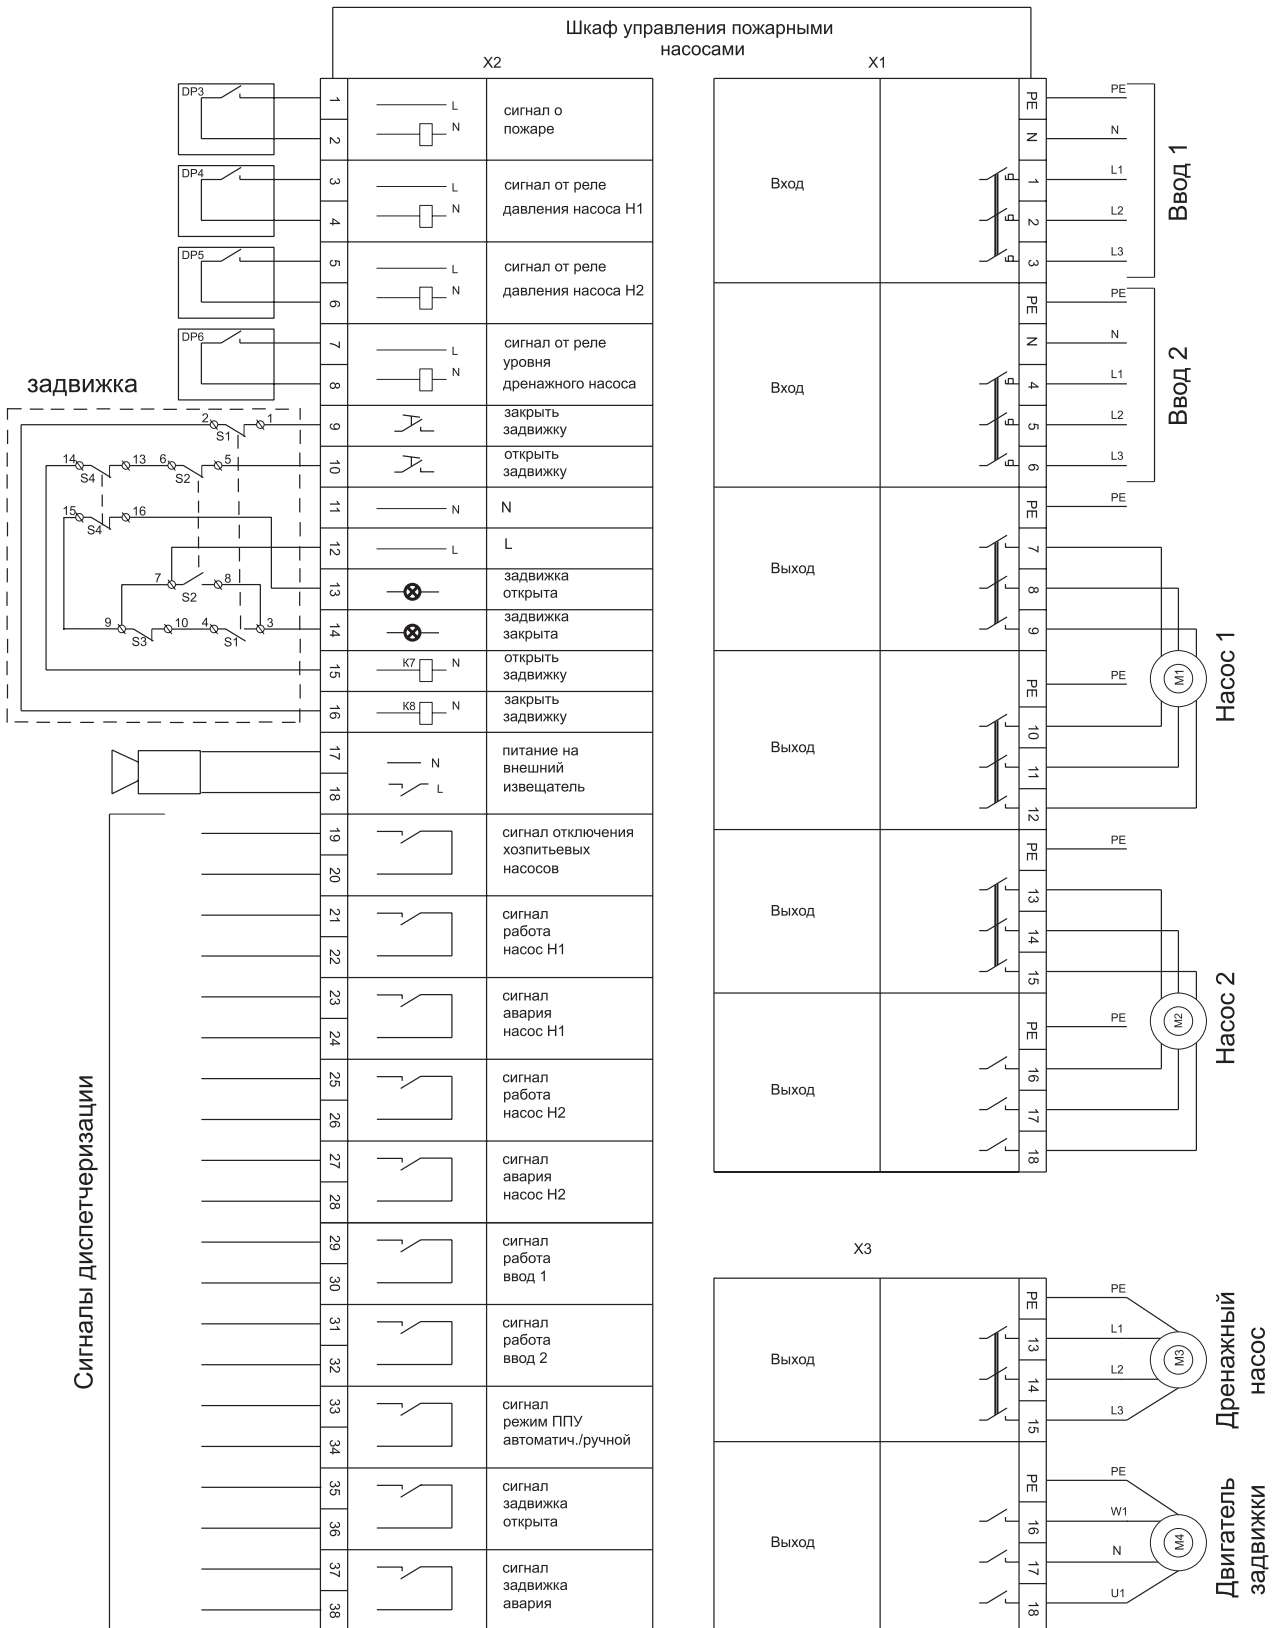 Шкаф управления пожарными
насосами
X2
X1
DP3
1
2
L
N
сигнал о
пожаре
DP4
3
4
L
N
сигнал от реле
давления насоса Н1
DP5
5
6
L
N
сигнал от реле
давления насоса Н2
DP6
7
8
L
N
сигнал от реле
уровня
дренажного насоса
задвижка
2
1
S1
9
закрыть
задвижку
14
13
6
5
S4
S2
10
открыть
задвижку
11
N
N
15
16
S4
12
L
L
7
8
S2
13
задвижка
открыта
9
10
4
3
S3
S1
14
задвижка
закрыта
15
К7
N
открыть
задвижку
16
К8
N
закрыть
задвижку
17
18
N
L
питание на
внешний
извещатель
Сигналы диспетчеризации
19
20
сигнал отключения
хозпитьевых
насосов
21
22
сигнал
работа
насос Н1
23
24
сигнал
авария
насос Н1
25
26
сигнал
работа
насос Н2
27
28
сигнал
авария
насос Н2
29
30
сигнал
работа
ввод 1
31
32
сигнал
работа
ввод 2
33
34
сигнал
режим ППУ
автоматич./ручной
35
36
сигнал
задвижка
открыта
37
38
сигнал
задвижка
авария
Вход
PE
N
1
2
3
PE
N
L1
L2
L3
Ввод 1
Вход
PE
N
4
5
6
PE
N
L1
L2
L3
Ввод 2
Выход
PE
7
8
9
PE
Выход
PE
10
11
12
PE
M1
Насос 1
Выход
PE
13
14
15
PE
Выход
PE
16
17
18
PE
M2
Насос 2
X3
Выход
PE
13
14
15
PE
L1
L2
L3
M3
Дренажный
насос
Выход
PE
16
17
18
PE
W1
N
U1
M4
Двигатель
задвижки